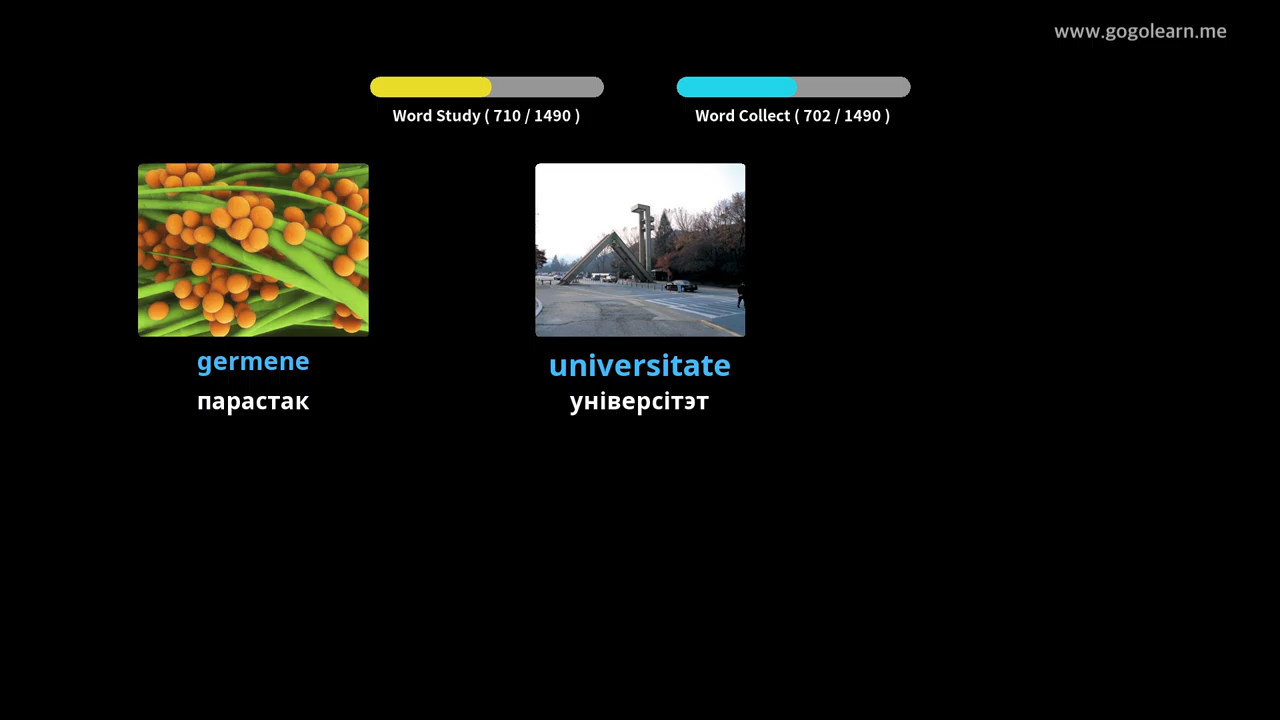 www.gogolearn.me
Word Study ( 710 / 1490 )
Word Collect ( 702 / 1490 )
germene
парастак
universitate
універсітэт